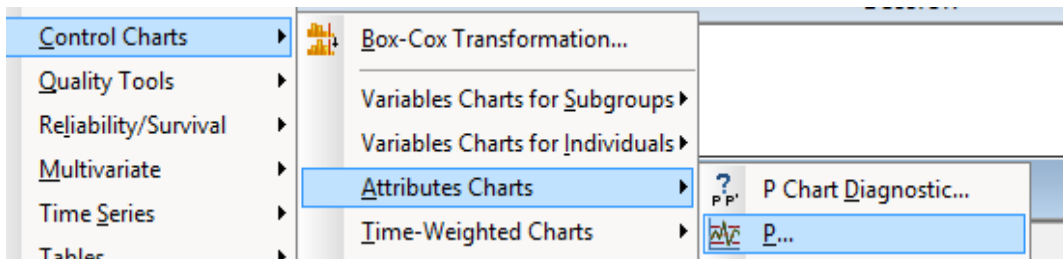 Control Charts
Quality Tools
Reliability/Survival
Multivariate
Time Series
Tables
Box-Cox Transformation...
Variables Charts for Subgroups
Variables Charts for Individuals
Attributes Charts
Time-Weighted Charts
P Chart Diagnostic...
P...